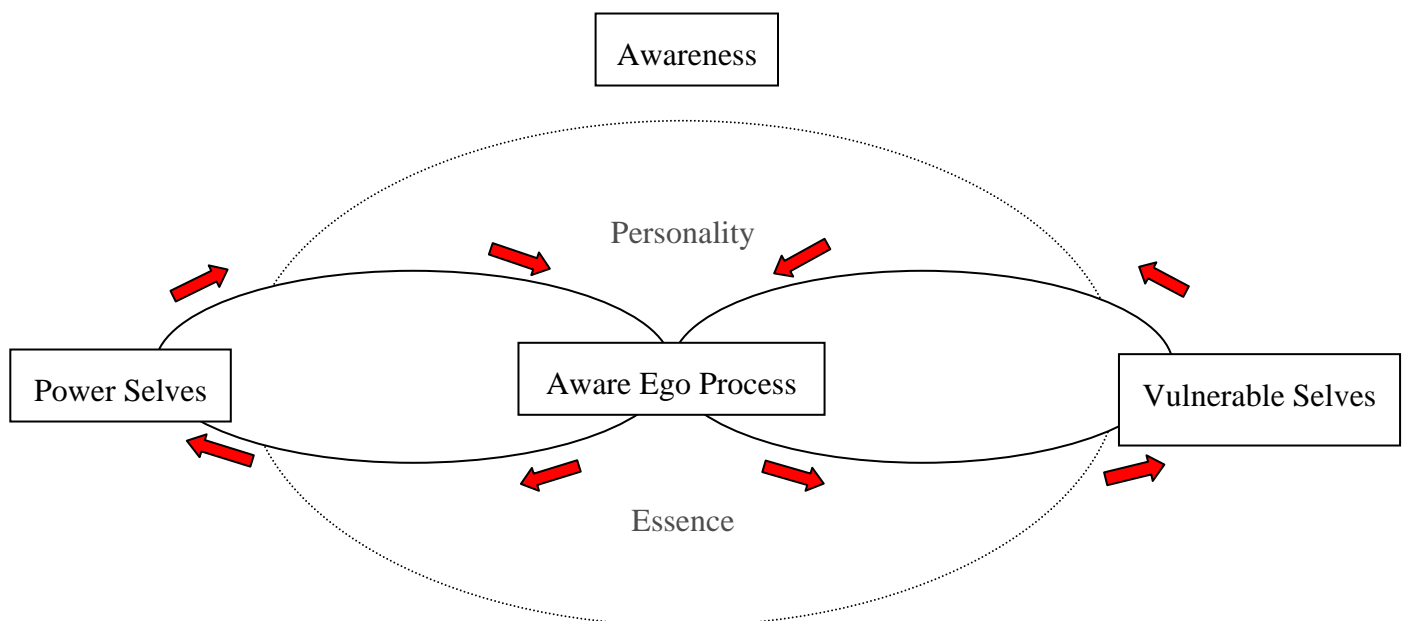 Awareness
Personality
Power Selves
Aware Ego Process
Vulnerable Selves
Essence